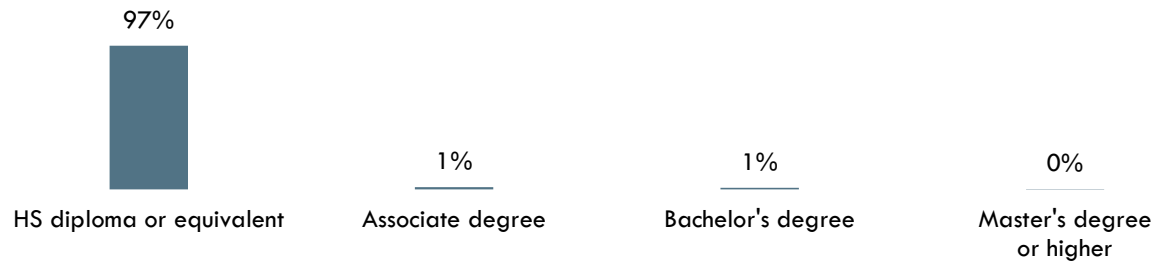 97%
1%
1%
0%
HS diploma or equivalent
Associate degree
Bachelor's degree
Master's degree
or higher